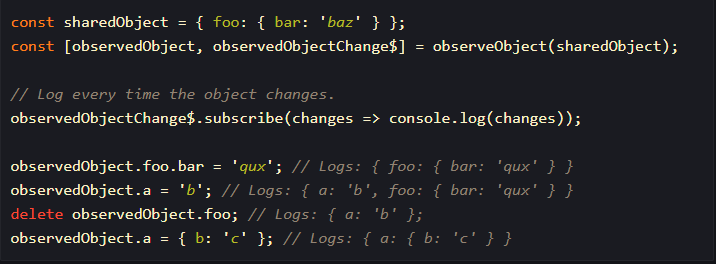 const sharedObject = { foo: { bar: 'baz' } };
const [observedObject, observedObjectChange$] = observeObject(sharedObject);
// Log every time the object changes.
observedObjectChange$.subscribe(changes => console.log(changes));
observedObject.foo.bar = 'qux'; // Logs: { foo: { bar: 'qux' } }
observedObject.a = 'b'; // Logs: { a: 'b', foo: { bar: 'qux' } }
delete observedObject.foo; // Logs: { a: 'b' };
observedObject.a = { b: 'c' }; // Logs: { a: { b: 'c' } }